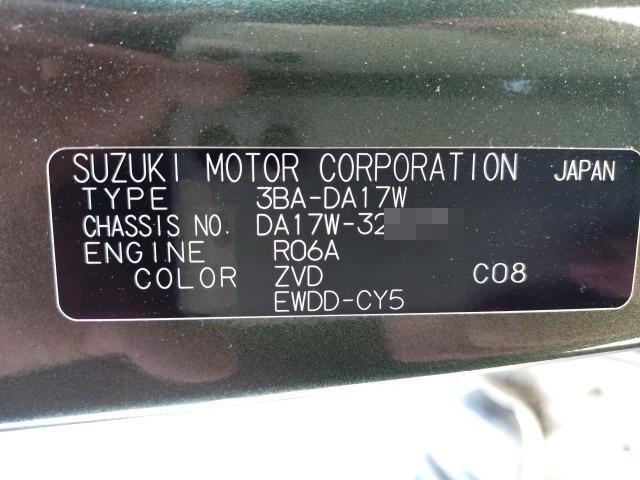 SUZUKI MOTOR CORPORATION JAPAN
TYPE 3BA-DA17W
CHASSIS NO. DA17W-32
ENGINE R06A
COLOR ZVD C08
EWDD-CY5